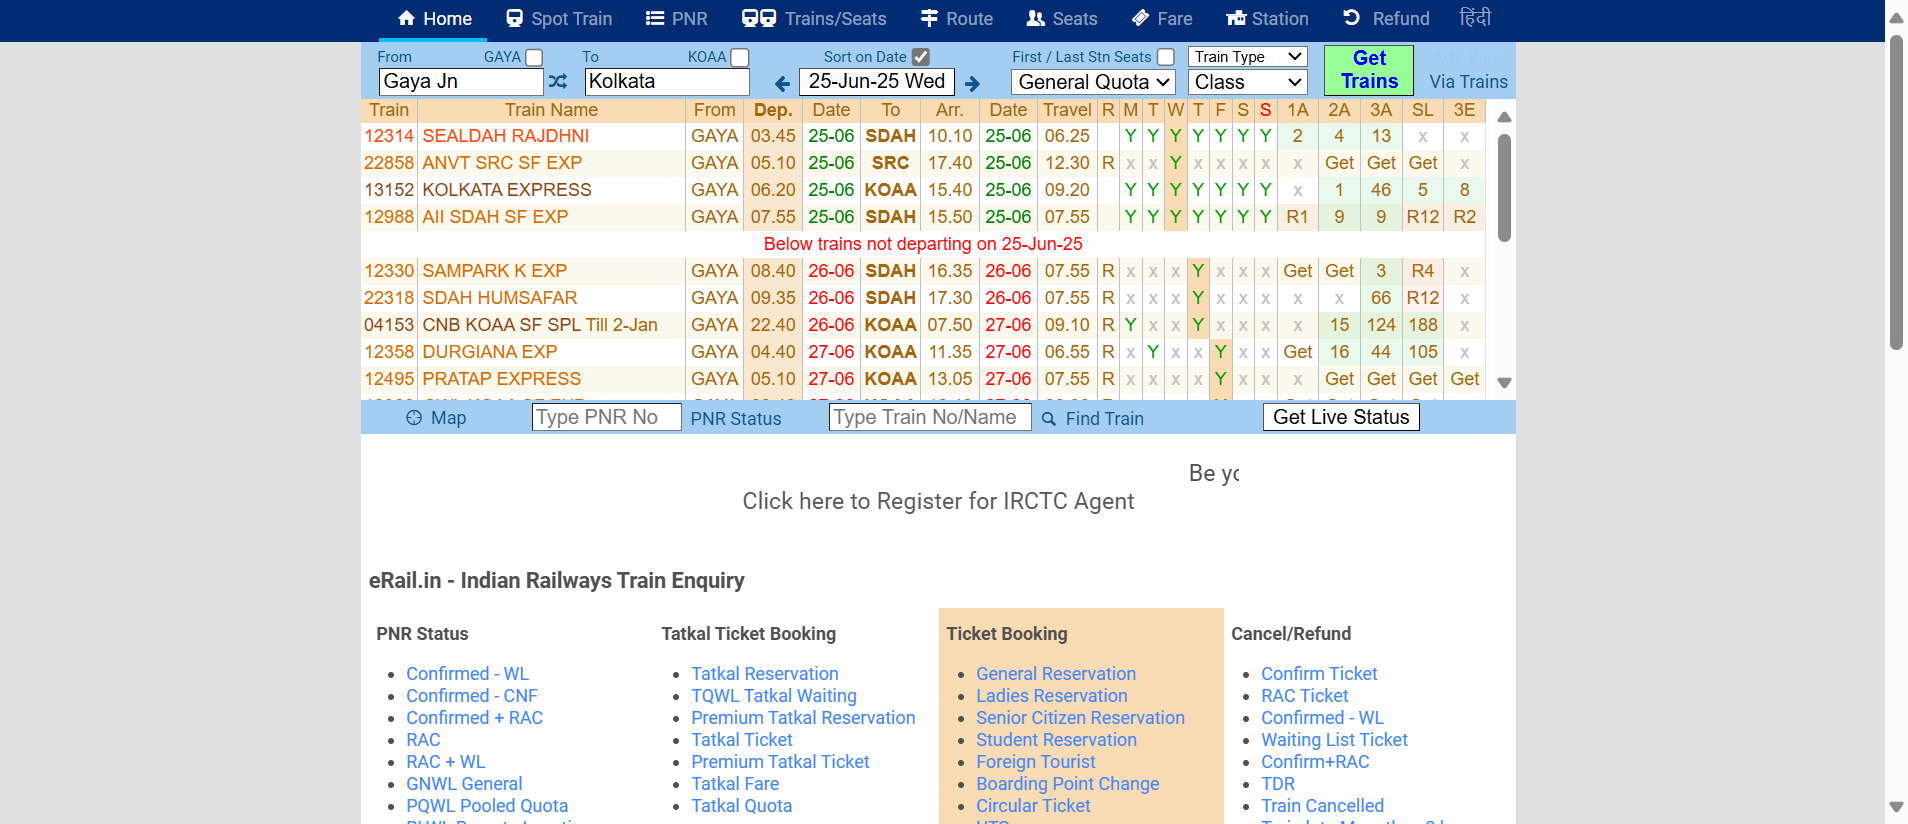 Home Spot Train PNR Trains/Seats Route Seats Fare Station Refund हिंदी
From GAYA To KOAA Sort on Date First / Last Stn Seats Train Type Get
Gaya Jn Kolkata 25-Jun-25 Wed General Quota Class Trains Via Trains
Train Train Name From Dep. Date To Arr. Date Travel R M T W T F S S 1A 2A 3A SL 3E
12314 SEALDAH RAJDHNI GAYA 03.45 25-06 SDAH 10.10 25-06 06.25 Y Y Y Y Y Y Y 2 4 13 x x
22858 ANVT SRC SF EXP GAYA 05.10 25-06 SRC 17.40 25-06 12.30 R x x Y x x x x x Get Get Get x
13152 KOLKATA EXPRESS GAYA 06.20 25-06 KOAA 15.40 25-06 09.20 Y Y Y Y Y Y Y x 1 46 5 8
12988 AII SDAH SF EXP GAYA 07.55 25-06 SDAH 15.50 25-06 07.55 Y Y Y Y Y Y Y R1 9 9 R12 R2
Below trains not departing on 25-Jun-25
12330 SAMPARK K EXP GAYA 08.40 26-06 SDAH 16.35 26-06 07.55 R x x x Y x x x Get Get 3 R4 x
22318 SDAH HUMSAFAR GAYA 09.35 26-06 SDAH 17.30 26-06 07.55 R x x x Y x x x x x 66 R12 x
04153 CNB KOAA SF SPL Till 2-Jan GAYA 22.40 26-06 KOAA 07.50 27-06 09.10 R Y x x Y x x x x 15 124 188 x
12358 DURGIANA EXP GAYA 04.40 27-06 KOAA 11.35 27-06 06.55 R x Y x x Y x x Get 16 44 105 x
12495 PRATAP EXPRESS GAYA 05.10 27-06 KOAA 13.05 27-06 07.55 R x x x x Y x x x Get Get Get Get
Map Type PNR No PNR Status Type Train No/Name Find Train Get Live Status
Be yo
Click here to Register for IRCTC Agent
eRail.in - Indian Railways Train Enquiry
PNR Status
Confirmed - WL
Confirmed - CNF
Confirmed + RAC
RAC
RAC + WL
GNWL General
PQWL Pooled Quota
Tatkal Ticket Booking
Tatkal Reservation
TQWL Tatkal Waiting
Premium Tatkal Reservation
Tatkal Ticket
Premium Tatkal Ticket
Tatkal Fare
Tatkal Quota
Ticket Booking
General Reservation
Ladies Reservation
Senior Citizen Reservation
Student Reservation
Foreign Tourist
Boarding Point Change
Circular Ticket
Cancel/Refund
Confirm Ticket
RAC Ticket
Confirmed - WL
Waiting List Ticket
Confirm+RAC
TDR
Train Cancelled